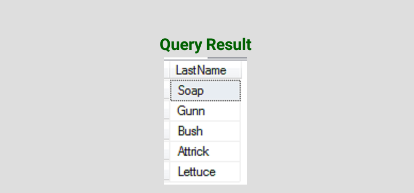 Query Result
LastName
Soap
Gunn
Bush
Attrick
Lettuce